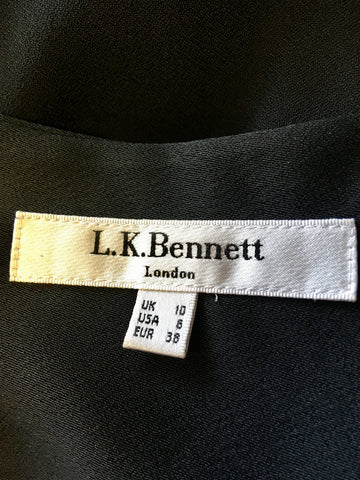 L.K.Bennett
London
UK 10
USA 8
EUR 38